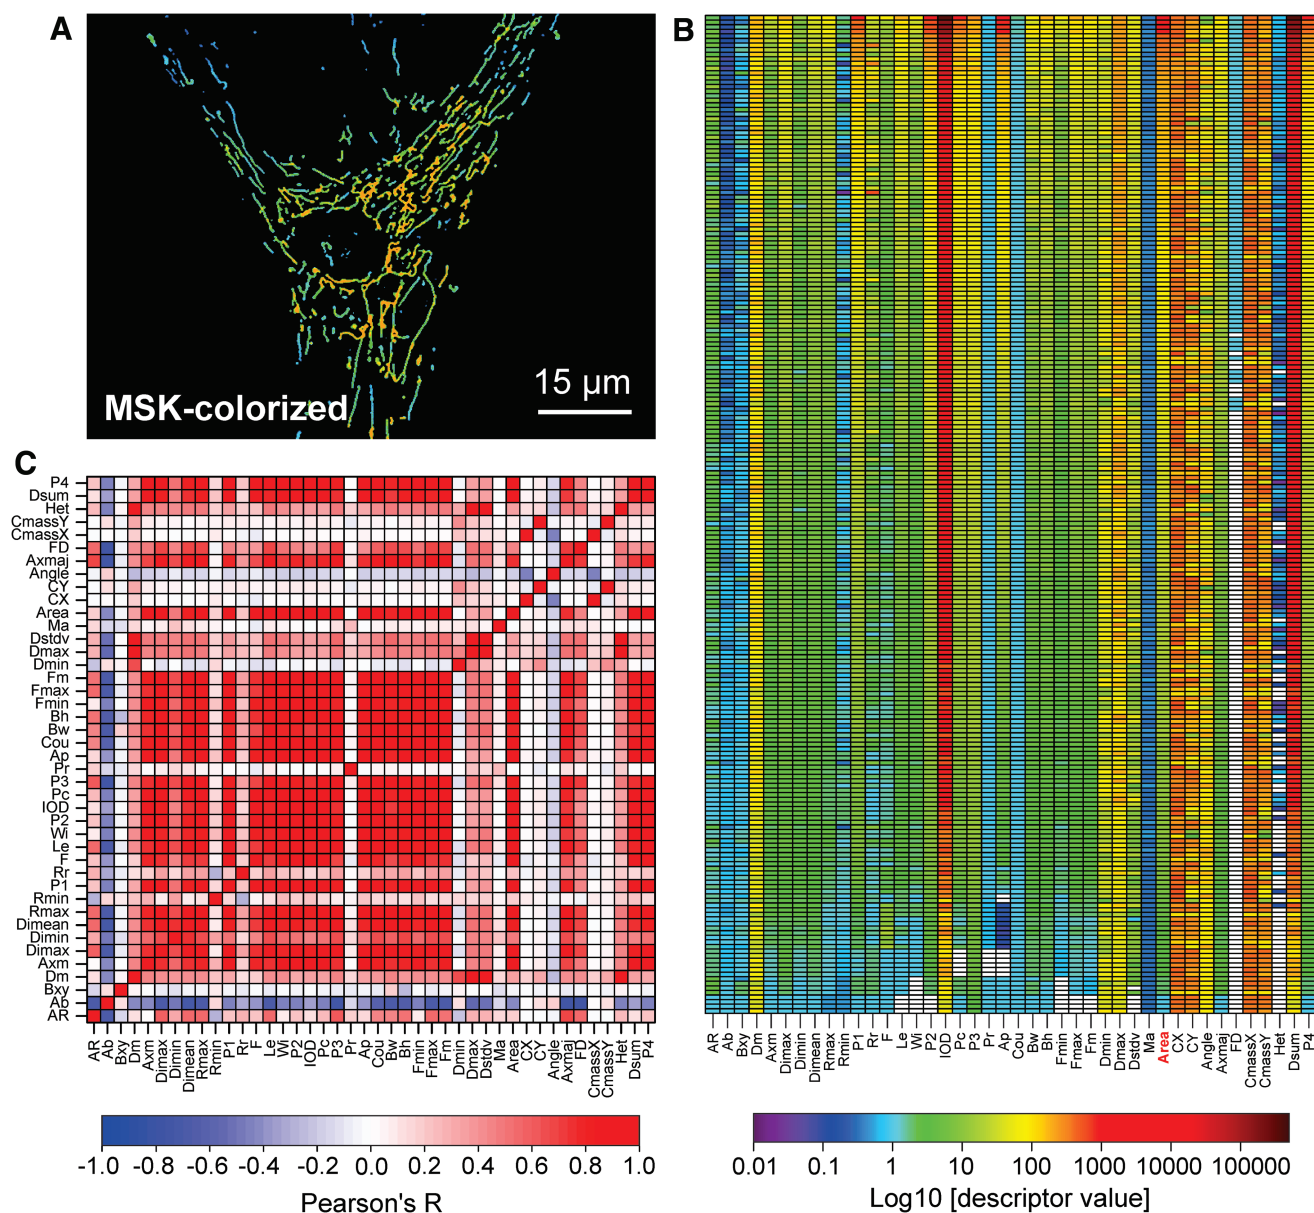 A
MSK-colorized
15 µm
B
C
P4
Dsum
Het
CmassY
CmassX
FD
Axmaj
Angle
CY
CX
Area
Ma
Dstdv
Dmax
Dmin
Fm
Fmax
Fmin
Bh
Bw
Cou
Ap
Pr
P3
Pc
IOD
P2
Wi
Le
F
Rr
P1
Rmin
Rmax
Dimean
Dimin
Dimax
Axm
Dm
Bxy
Ab
AR
AR Ab Bxy Dm Axm Dimax Dimin Dimean Rmax Rmin P1 Rr F Le Wi P2 IOD Pc P3 Pr Ap Cou Bw Bh Fmin Fmax Fm Dmin Dmax Dstdv Ma Area CX CY Angle Axmaj FD CmassX CmassY Het Dsum P4
-1.0 -0.8 -0.6 -0.4 -0.2 0.0 0.2 0.4 0.6 0.8 1.0
Pearson's R
AR Ab Bxy Dm Axm Dimax Dimin Dimean Rmax Rmin P1 Rr F Le Wi P2 IOD Pc P3 Pr Ap Cou Bw Bh Fmin Fmax Fm Dmin Dmax Dstdv Ma Area CX CY Angle Axmaj FD CmassX CmassY Het Dsum P4
0.01 0.1 1 10 100 1000 10000 100000
Log10 [descriptor value]